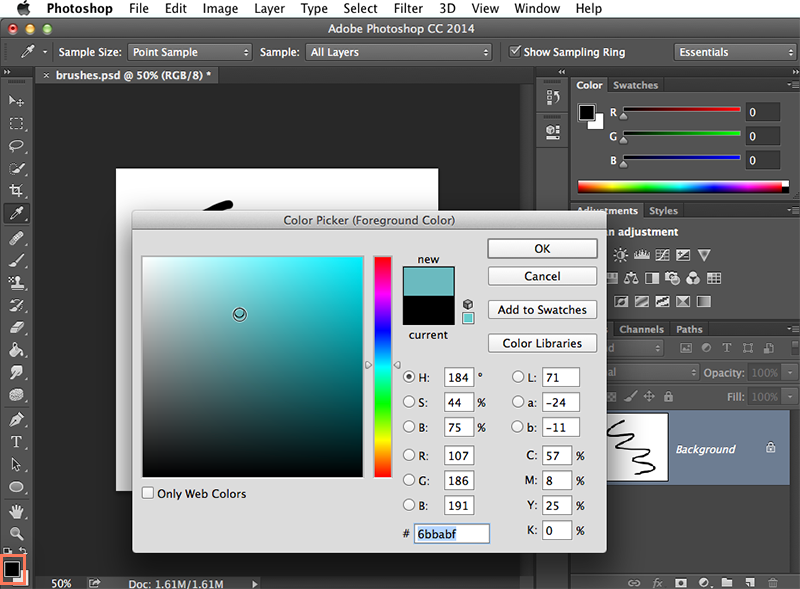 Photoshop File Edit Image Layer Type Select Filter 3D View Window Help
Adobe Photoshop CC 2014
Sample Size: Point Sample Sample: All Layers Show Sampling Ring Essentials
× brushes.psd @ 50% (RGB/8) *
Color Swatches
R 0
G 0
B 0
Adjustments Styles
an adjustment
Channels Paths
Opacity: 100%
Fill: 100%
Background
Color Picker (Foreground Color)
new
current
OK
Cancel
Add to Swatches
Color Libraries
H: 184 °
S: 44 %
B: 75 %
R: 107
G: 186
B: 191
# 6bbabf
L: 71
a: -24
b: -11
C: 57 %
M: 8 %
Y: 25 %
K: 0 %
Only Web Colors
50% Doc: 1.61M/1.61M